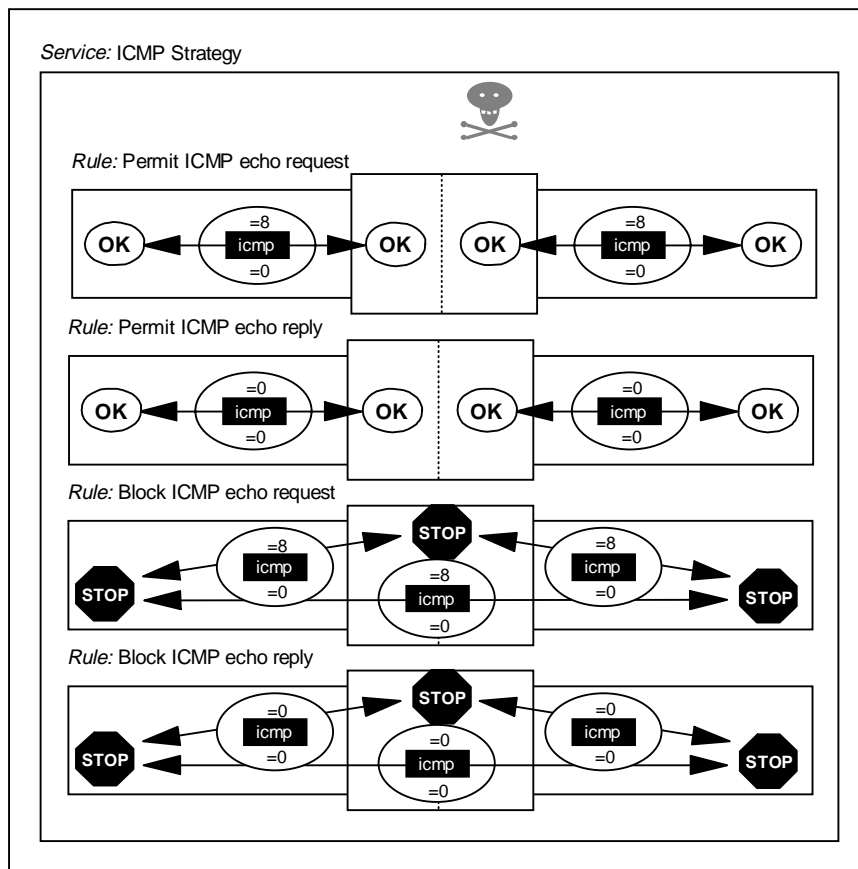 Service: ICMP Strategy
Rule: Permit ICMP echo request
=8 =8
OK icmp OK OK icmp OK
=0 =0
Rule: Permit ICMP echo reply
=0 =0
OK icmp OK OK icmp OK
=0 =0
Rule: Block ICMP echo request
STOP
=8 =8
icmp icmp
=8
STOP =0 =0 STOP
icmp
=0
Rule: Block ICMP echo reply
STOP
=0 =0
icmp icmp
=0
STOP =0 =0 STOP
icmp
=0